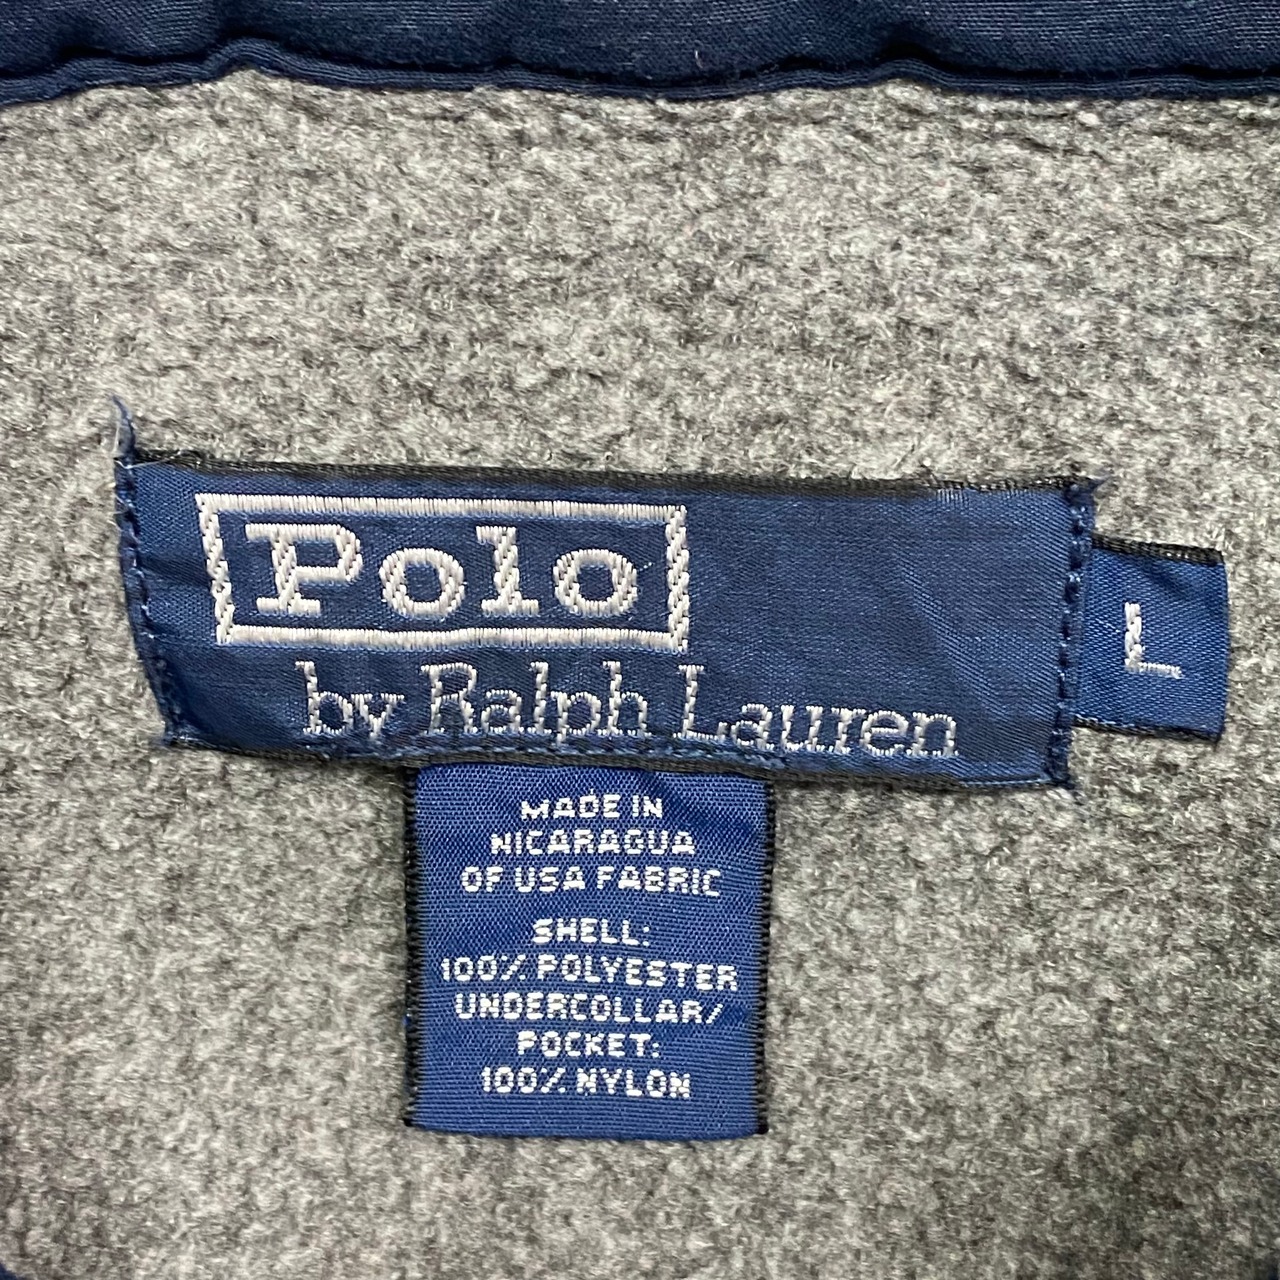 Polo
by Ralph Lauren
L
MADE IN
NICARAGUA
OF USA FABRIC
SHELL:
100% POLYESTER
UNDERCOLLAR/
POCKET:
100% NYLON